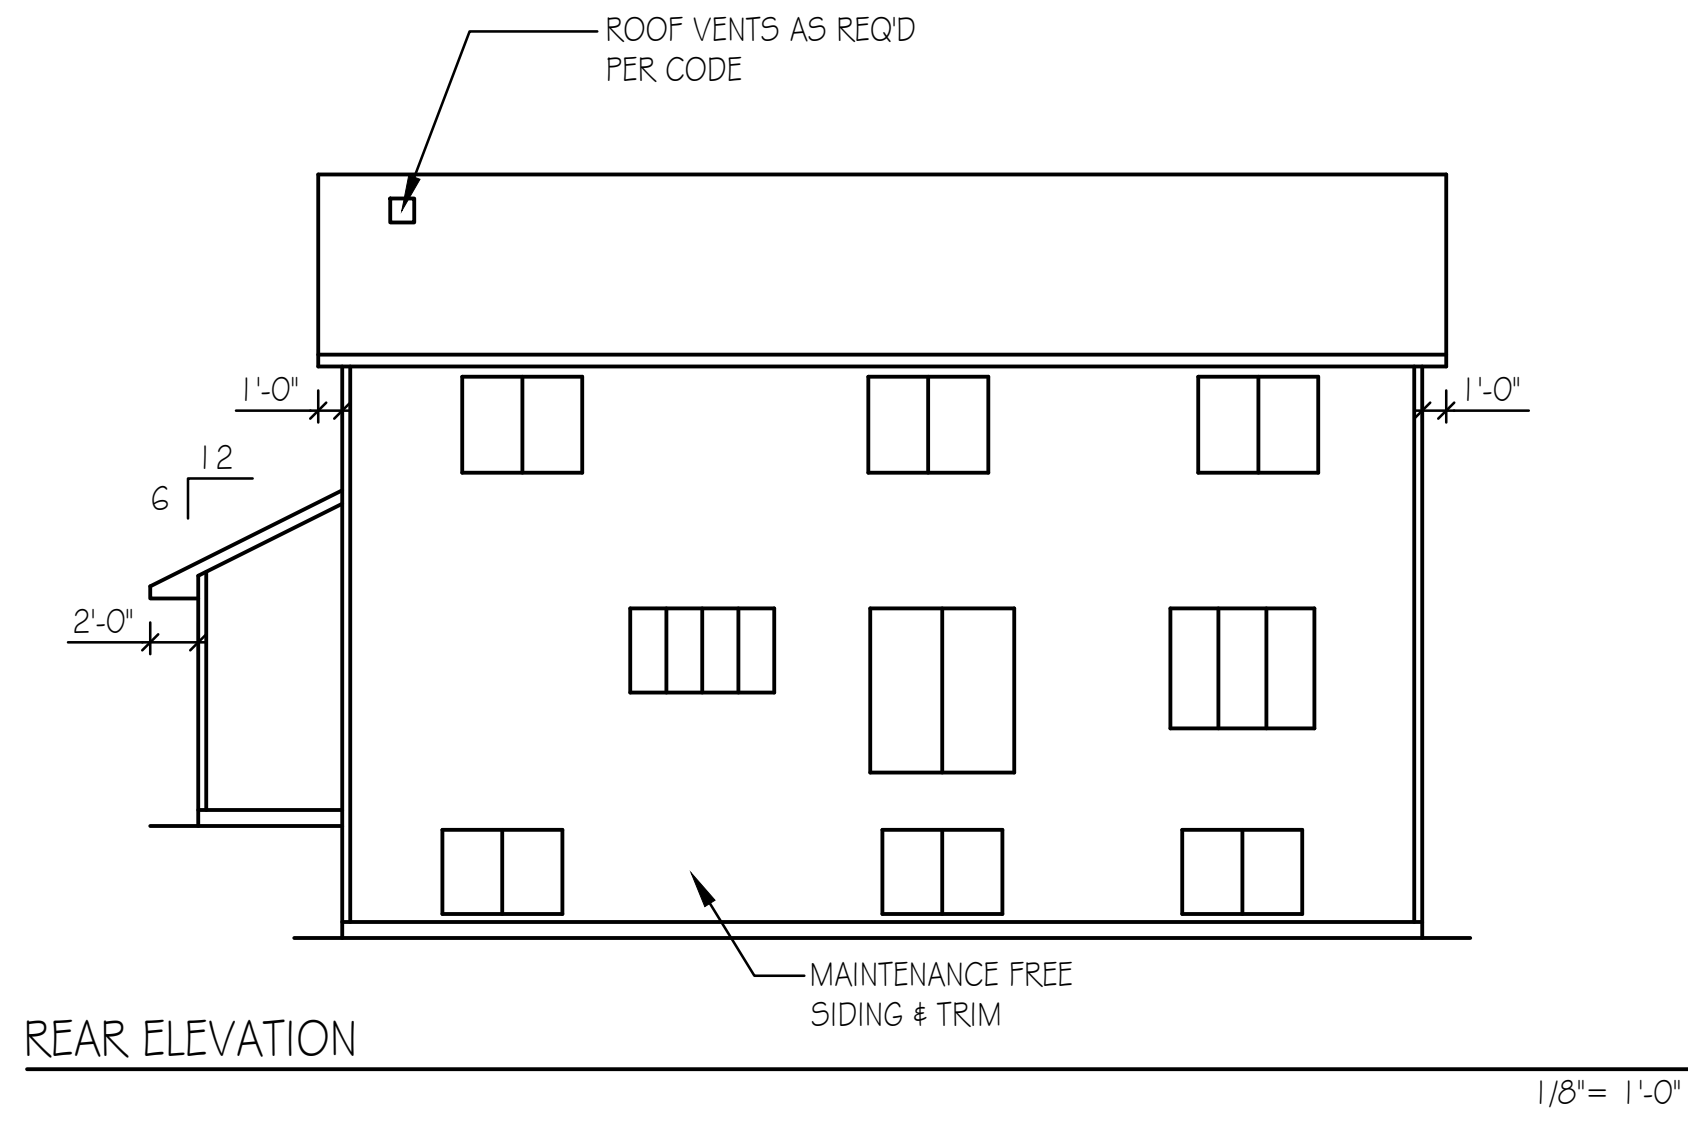 ROOF VENTS AS REQ'D
PER CODE
1'-0"
1'-0"
12
6
2'-0"
MAINTENANCE FREE
SIDING & TRIM
REAR ELEVATION
1/8"= 1'-0"